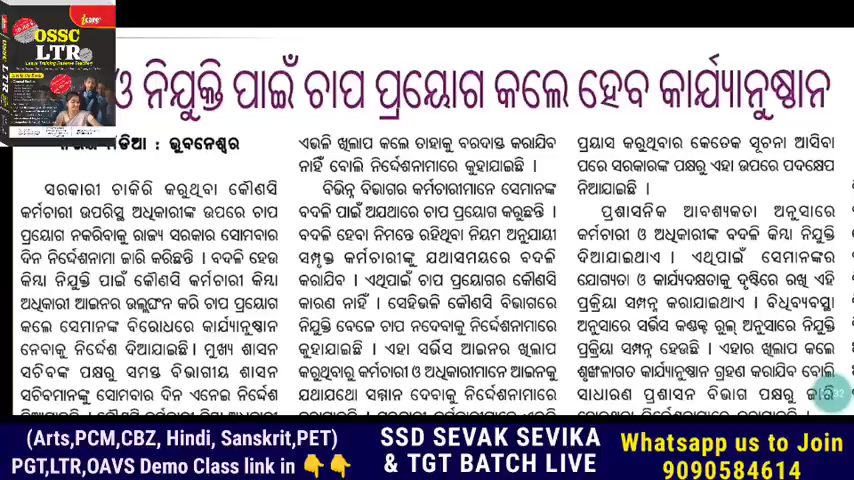 icare
OSSC
LTR
ଓ ନିଯୁକ୍ତି ପାଇଁ ଚାପ ପ୍ରୟୋଗ କଲେ ହେବ କାର୍ଯ୍ୟାନୁଷ୍ଠାନ
ଭୁବନେଶ୍ୱର
ସରକାରୀ ଚାକିରି କରୁଥିବା କୌଣସି
କର୍ମଚାରୀ ଉପରିସ୍ଥ ଅଧିକାରୀଙ୍କ ଉପରେ ଚାପ
ପ୍ରୟୋଗ ନକରିବାକୁ ରାଜ୍ୟ ସରକାର ସୋମବାର
ଦିନ ନିର୍ଦ୍ଦେଶନାମା ଜାରି କରିଛନ୍ତି । ବଦଳି ହେଉ
କିମ୍ବା ନିଯୁକ୍ତି ପାଇଁ କୌଣସି କର୍ମଚାରୀ କିମ୍ବା
ଅଧିକାରୀ ଆଇନର ଉଲ୍ଲଙ୍ଘନ କରି ଚାପ ପ୍ରୟୋଗ
କଲେ ସେମାନଙ୍କ ବିରୋଧରେ କାର୍ଯ୍ୟାନୁଷ୍ଠାନ
ନେବାକୁ ନିର୍ଦ୍ଦେଶ ଦିଆଯାଇଛି । ମୁଖ୍ୟ ଶାସନ
ସଚିବଙ୍କ ପକ୍ଷରୁ ସମସ୍ତ ବିଭାଗୀୟ ଶାସନ
ସଚିବମାନଙ୍କୁ ସୋମବାର ଦିନ ଏନେଇ ନିର୍ଦ୍ଦେଶ
ଏଭଳି ଖିଲାପ କଲେ ତାହାକୁ ବରଦାସ୍ତ କରାଯିବ
ନାହିଁ ବୋଲି ନିର୍ଦ୍ଦେଶନାମାରେ କୁହାଯାଇଛି ।
ବିଭିନ୍ନ ବିଭାଗର କର୍ମଚାରୀମାନେ ସେମାନଙ୍କ
ବଦଳି ପାଇଁ ଅଯଥାରେ ଚାପ ପ୍ରୟୋଗ କରୁଛନ୍ତି ।
ବଦଳି ହେବା ନିମନ୍ତେ ରହିଥିବା ନିୟମ ଅନୁଯାୟୀ
ସମ୍ପୃକ୍ତ କର୍ମଚାରୀଙ୍କୁ ଯଥାସମୟରେ ବଦଳି
କରାଯିବ । ଏଥିପାଇଁ ଚାପ ପ୍ରୟୋଗର କୌଣସି
କାରଣ ନାହିଁ । ସେହିଭଳି କୌଣସି ବିଭାଗରେ
ନିଯୁକ୍ତି ବେଳେ ଚାପ ନଦେବାକୁ ନିର୍ଦ୍ଦେଶନାମାରେ
କୁହାଯାଇଛି । ଏହା ସର୍ଭିସ ଆଇନର ଖିଲାପ
କରୁଥିବାରୁ କର୍ମଚାରୀ ଓ ଅଧିକାରୀମାନେ ଆଇନକୁ
ଯଥାଯଥୋ ସମ୍ମାନ ଦେବାକୁ ନିର୍ଦ୍ଦେଶନାମାରେ
ପ୍ରୟାସ କରୁଥିବାର କେତେକ ସୂଚନା ଆସିବା
ପରେ ସରକାରଙ୍କ ପକ୍ଷରୁ ଏହା ଉପରେ ପଦକ୍ଷେପ
ନିଆଯାଇଛି ।
ପ୍ରଶାସନିକ ଆବଶ୍ୟକତା ଅନୁସାରେ
କର୍ମଚାରୀ ଓ ଅଧିକାରୀଙ୍କ ବଦଳି କିମ୍ବା ନିଯୁକ୍ତି
ଦିଆଯାଇଥାଏ । ଏଥିପାଇଁ ସେମାନଙ୍କର
ଯୋଗ୍ୟତା ଓ କାର୍ଯ୍ୟଦକ୍ଷତାକୁ ଦୃଷ୍ଟିରେ ରଖି ଏହି
ପ୍ରକ୍ରିୟା ସମ୍ପନ୍ନ କରାଯାଇଥାଏ । ବିଧିବ୍ୟବସ୍ଥା
ଅନୁସାରେ ସର୍ଭିସ କଣ୍ଡକ୍ଟ ରୁଲ୍ ଅନୁସାରେ ନିଯୁକ୍ତି
ପ୍ରକ୍ରିୟା ସମ୍ପନ୍ନ ହେଉଛି । ଏହାର ଖିଲାପ କଲେ
ଶୃଙ୍ଖଳାଗତ କାର୍ଯ୍ୟାନୁଷ୍ଠାନ ଗ୍ରହଣ କରାଯିବ ବୋଲି
ସାଧାରଣ ପ୍ରଶାସନ ବିଭାଗ ପକ୍ଷରୁ ଜାରି
(Arts,PCM,CBZ, Hindi, Sanskrit,PET)
PGT,LTR,OAVS Demo Class link in 👇👇
SSD SEVAK SEVIKA
& TGT BATCH LIVE
Whatsapp us to Join
9090584614